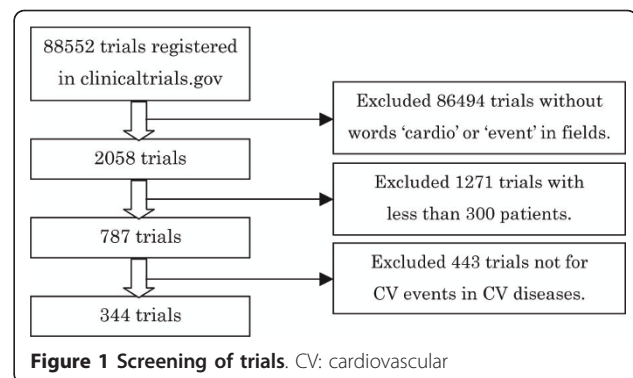 88552 trials registered
in clinicaltrials.gov
Excluded 86494 trials without
words ‘cardio’ or ‘event’ in fields.
2058 trials
Excluded 1271 trials with
less than 300 patients.
787 trials
Excluded 443 trials not for
CV events in CV diseases.
344 trials
Figure 1 Screening of trials. CV: cardiovascular